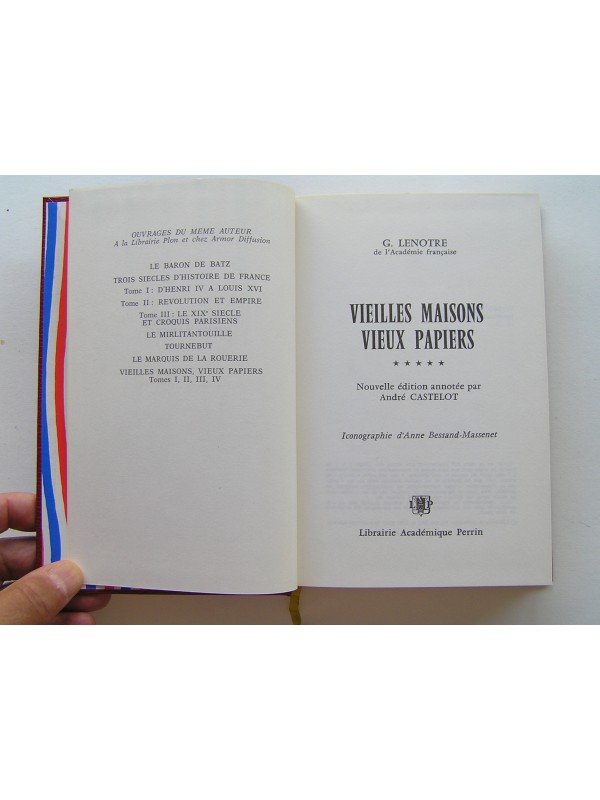 OUVRAGES DU MEME AUTEUR
A la Librairie Plon et chez Armor Diffusion
LE BARON DE BATZ
TROIS SIECLES D'HISTOIRE DE FRANCE
Tome I : D'HENRI IV A LOUIS XVI
Tome II : REVOLUTION ET EMPIRE
Tome III : LE XIXe SIECLE
ET CROQUIS PARISIENS
LE MIRLITANTOUILLE
TOURNEBUT
LE MARQUIS DE LA ROUERIE
VIEILLES MAISONS, VIEUX PAPIERS
Tomes I, II, III, IV
G. LENOTRE
de l'Académie française
VIEILLES MAISONS
VIEUX PAPIERS
★ ★ ★ ★ ★
Nouvelle édition annotée par
André CASTELOT
Iconographie d'Anne Bessand-Massenet
L P
Librairie Académique Perrin